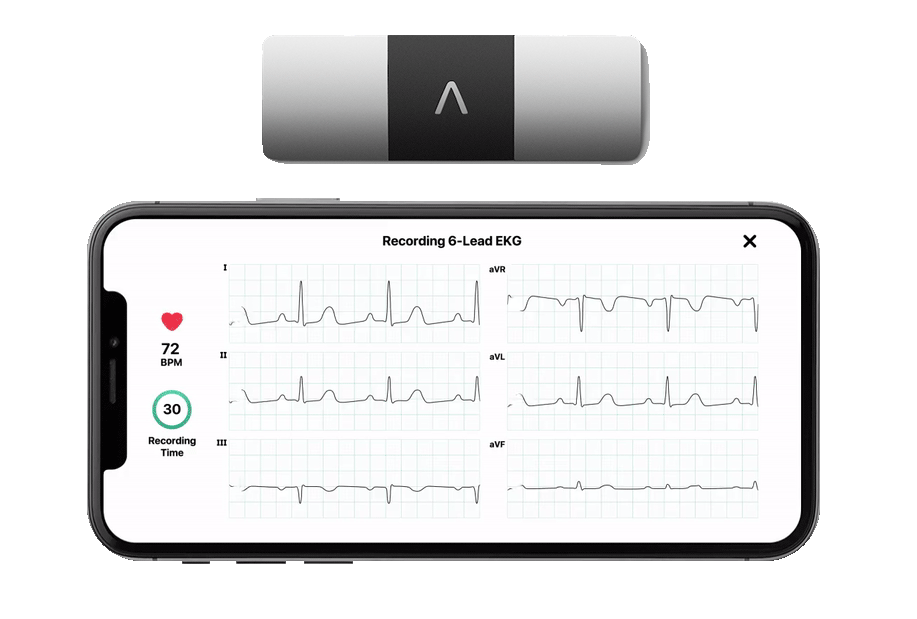 Recording 6-Lead EKG
I
aVR
72
BPM
II
aVL
30
Recording
Time
III
aVF